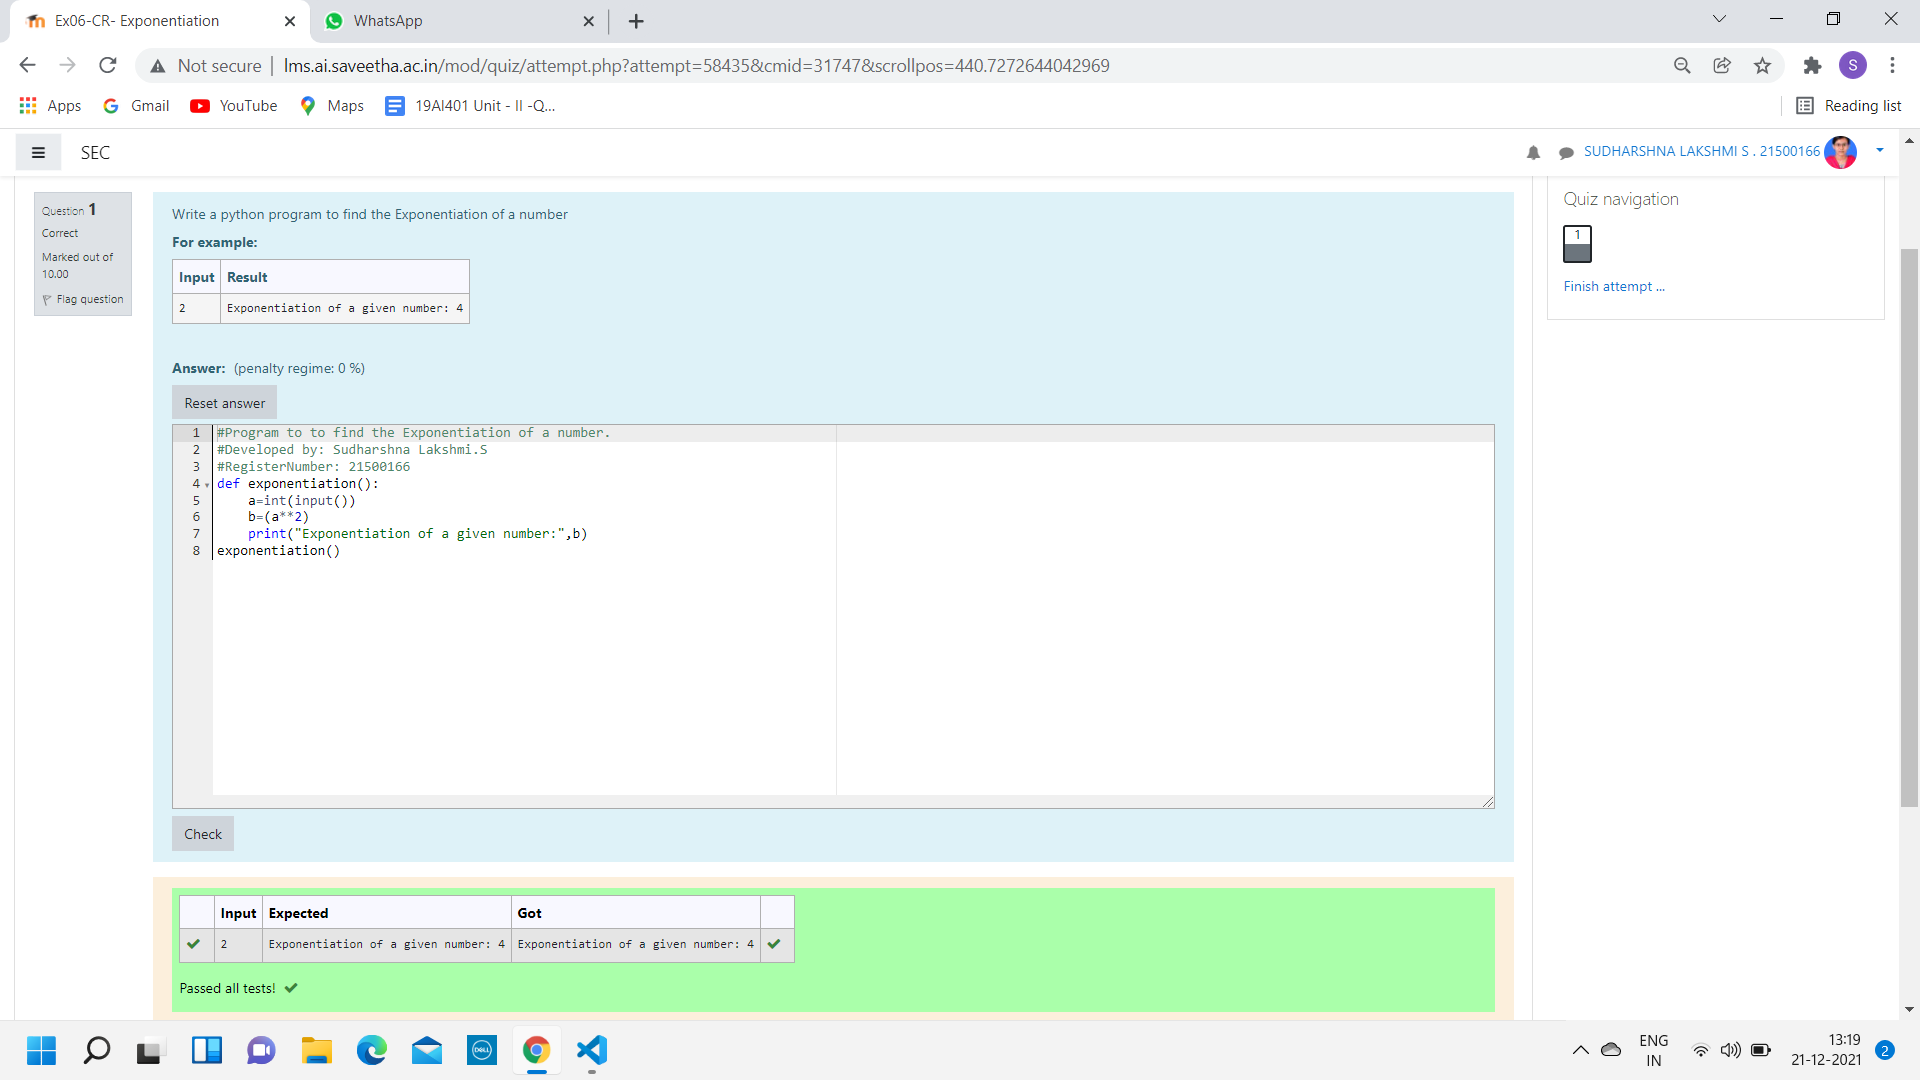 Ex06-CR- Exponentiation
WhatsApp
Not secure
lms.ai.saveetha.ac.in/mod/quiz/attempt.php?attempt=58435&cmid=31747&scrollpos=440.7272644042969
S
Apps
Gmail
YouTube
Maps
19AI401 Unit - II -Q...
Reading list
SEC
SUDHARSHNA LAKSHMI S . 21500166
Question 1
Correct
Marked out of
10.00
Flag question
Write a python program to find the Exponentiation of a number
For example:
Input Result
2 Exponentiation of a given number: 4
Answer: (penalty regime: 0 %)
Reset answer
1 #Program to to find the Exponentiation of a number.
2 #Developed by: Sudharshna Lakshmi.S
3 #RegisterNumber: 21500166
4 def exponentiation():
5     a=int(input())
6     b=(a**2)
7     print("Exponentiation of a given number:",b)
8 exponentiation()
Check
Input Expected Got
2 Exponentiation of a given number: 4 Exponentiation of a given number: 4
Passed all tests!
Quiz navigation
1
Finish attempt ...
DELL
ENG
IN
13:19
21-12-2021
2